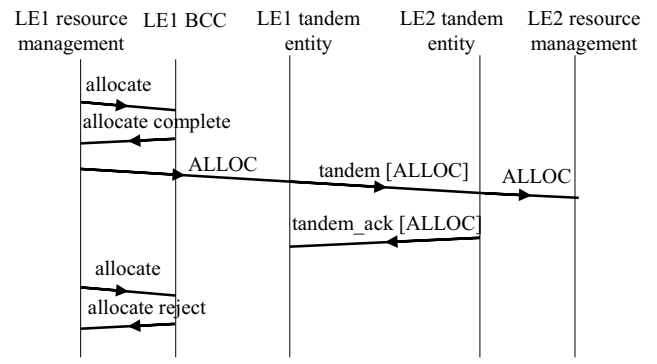 LE1 resource management
LE1 BCC
LE1 tandem entity
LE2 tandem entity
LE2 resource management
allocate
allocate complete
ALLOC
tandem [ALLOC]
ALLOC
tandem_ack [ALLOC]
allocate
allocate reject